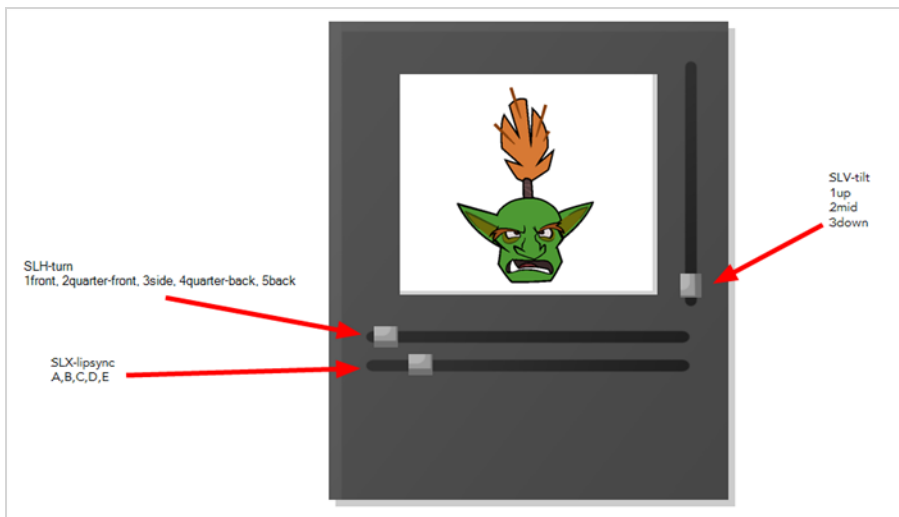 SLV-tilt
1up
2mid
3down
SLH-turn
1front, 2quarter-front, 3side, 4quarter-back, 5back
SLX-lipsync
A,B,C,D,E